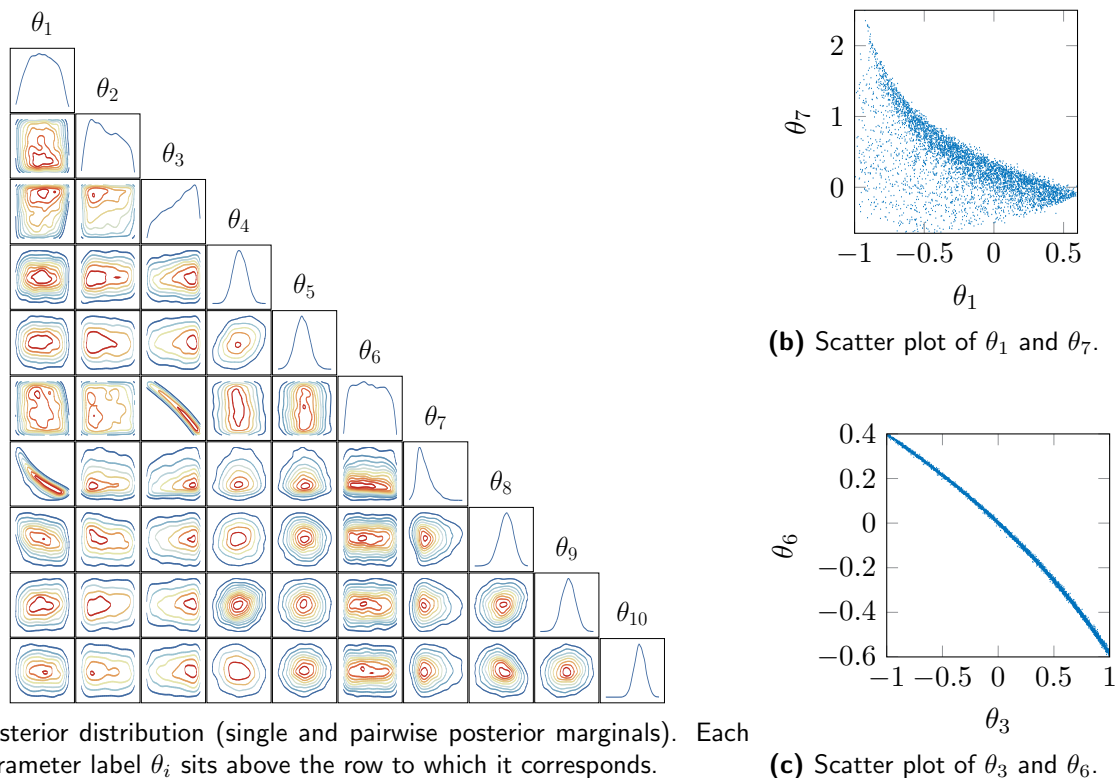 θ1
θ2
θ3
θ4
θ5
θ6
θ7
θ8
θ9
θ10
sterior distribution (single and pairwise posterior marginals). Each
rameter label θi sits above the row to which it corresponds.
2
1
0
θ7
−1 −0.5 0 0.5
θ1
(b) Scatter plot of θ1 and θ7.
0.4
0.2
0
−0.2
−0.4
−0.6
θ6
−1 −0.5 0 0.5 1
θ3
(c) Scatter plot of θ3 and θ6.